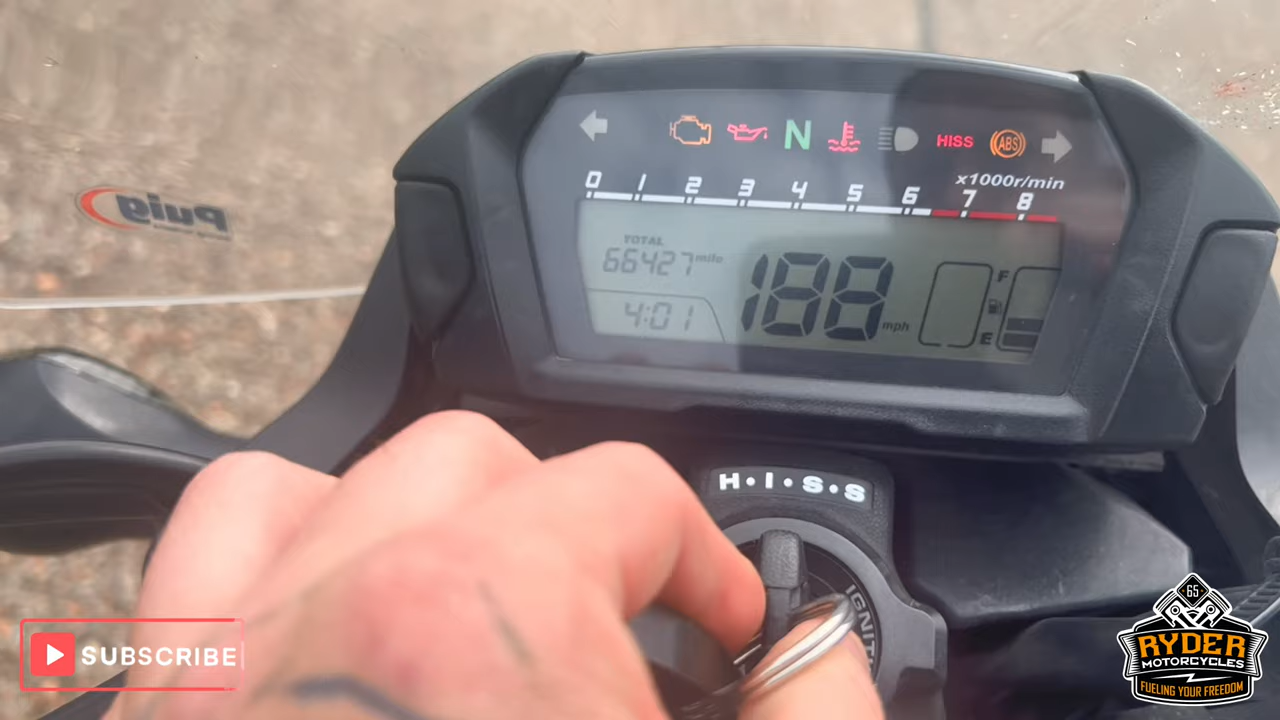 N
HISS
ABS
x1000r/min
0 1 2 3 4 5 6 7 8
TOTAL
66427 mile
4:01
188 mph
F
E
Puig
H·I·S·S
IGNIT
SUBSCRIBE
65
RYDER
MOTORCYCLES
FUELING YOUR FREEDOM